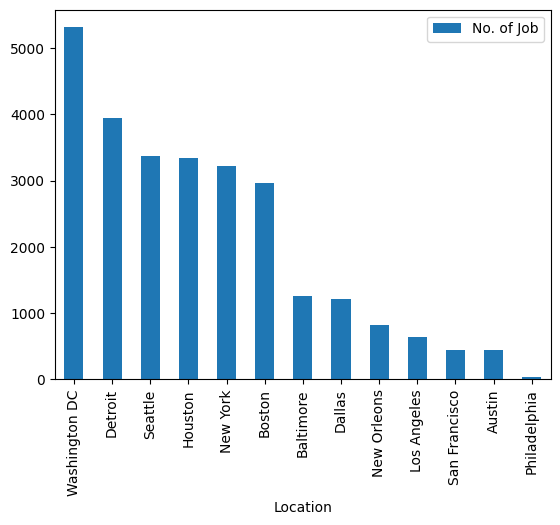 No. of Job
5000
4000
3000
2000
1000
0
Washington DC
Detroit
Seattle
Houston
New York
Boston
Baltimore
Dallas
New Orleons
Los Angeles
San Francisco
Austin
Philadelphia
Location